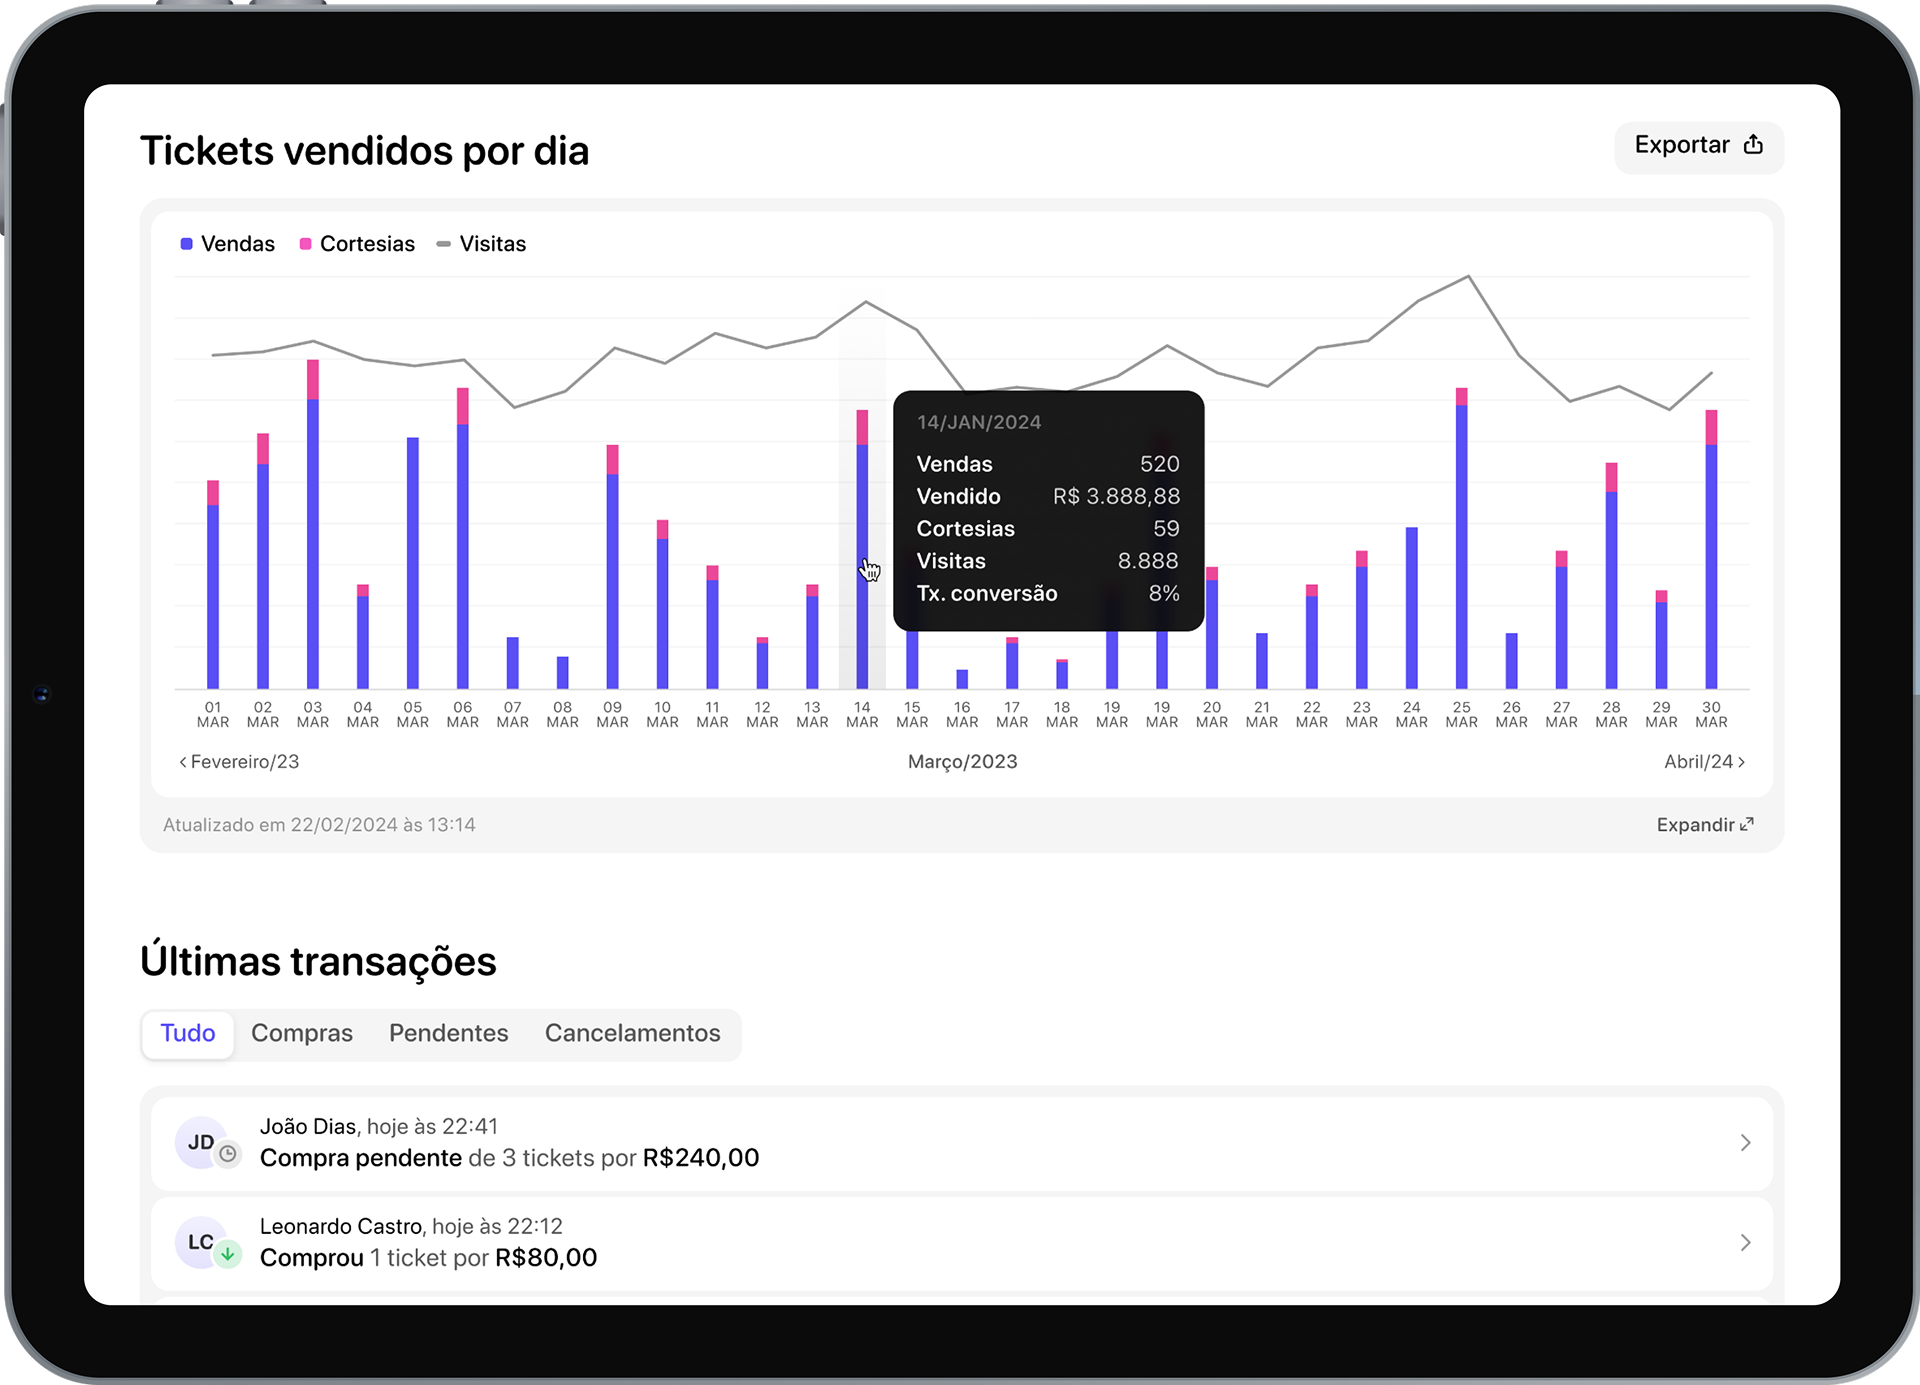 Tickets vendidos por dia
Exportar
Vendas Cortesias Visitas
14/JAN/2024
Vendas 520
Vendido R$ 3.888,88
Cortesias 59
Visitas 8.888
Tx. conversão 8%
01 02 03 04 05 06 07 08 09 10 11 12 13 14 15 16 17 18 19 19 20 21 22 23 24 25 26 27 28 29 30
MAR MAR MAR MAR MAR MAR MAR MAR MAR MAR MAR MAR MAR MAR MAR MAR MAR MAR MAR MAR MAR MAR MAR MAR MAR MAR MAR MAR MAR MAR MAR
Fevereiro/23 Março/2023 Abril/24
Atualizado em 22/02/2024 às 13:14 Expandir
Últimas transações
Tudo Compras Pendentes Cancelamentos
JD
João Dias, hoje às 22:41
Compra pendente de 3 tickets por R$240,00
LC
Leonardo Castro, hoje às 22:12
Comprou 1 ticket por R$80,00